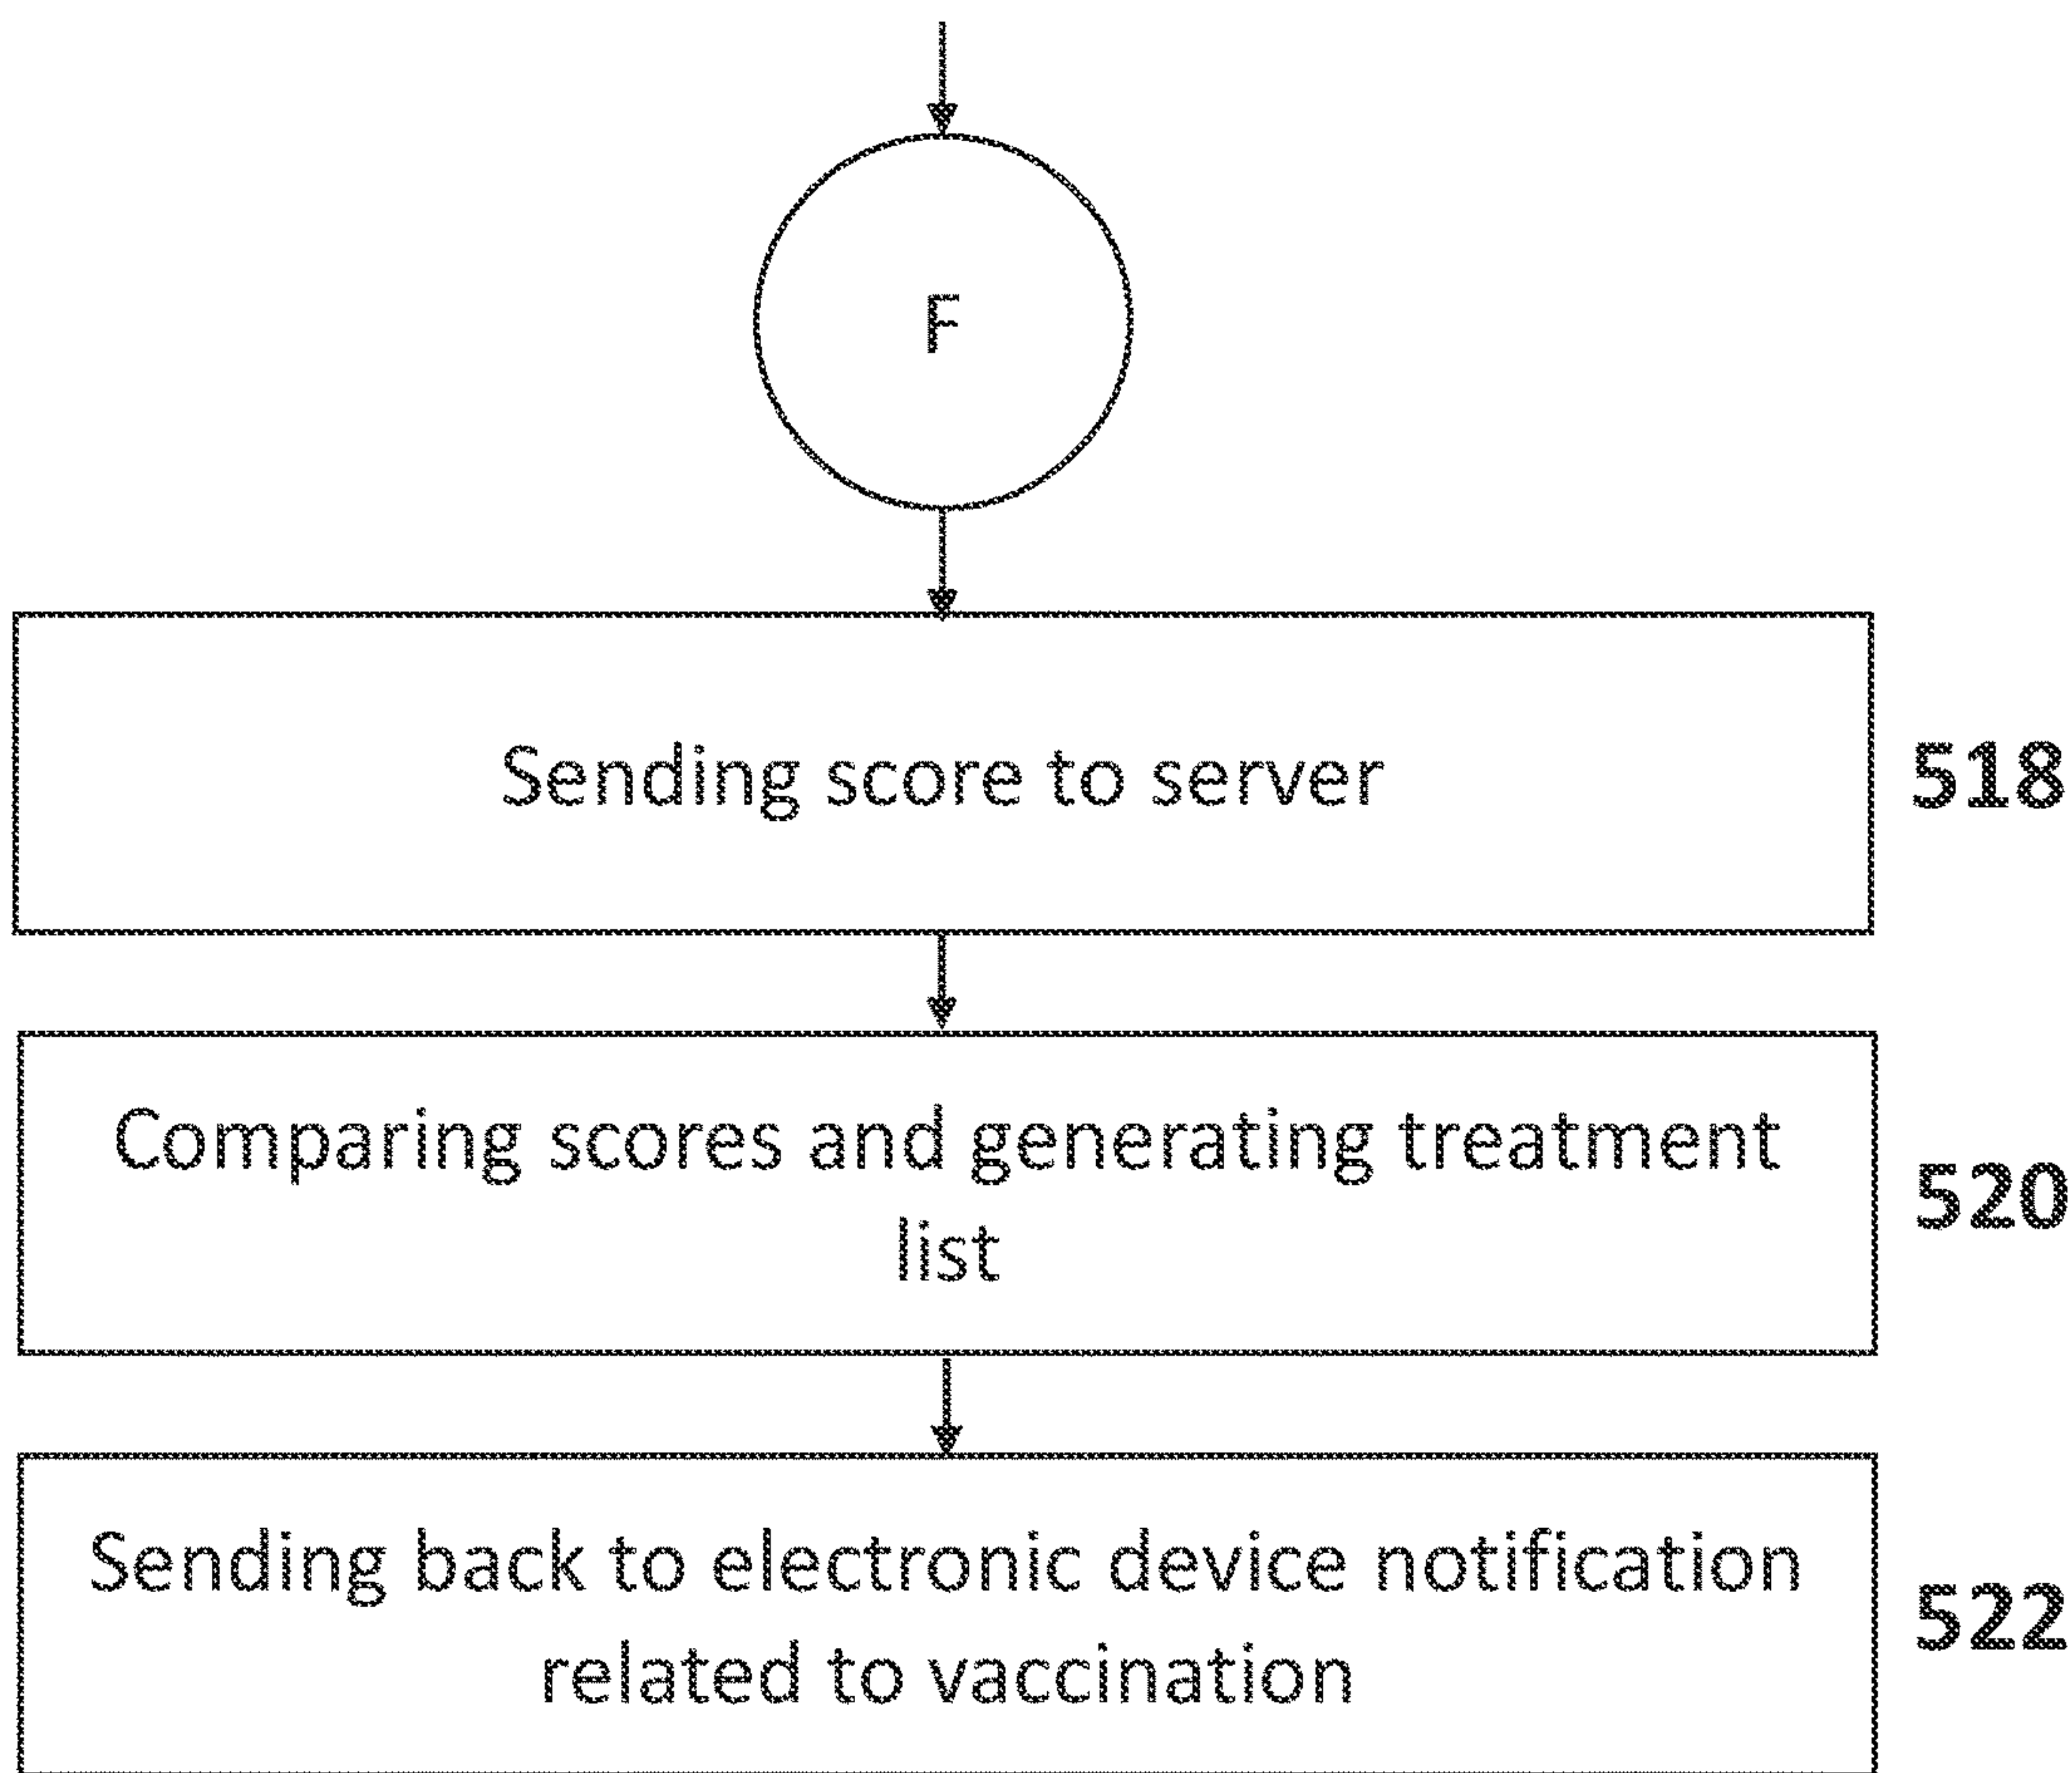 F
Sending score to server
518
Comparing scores and generating treatment
list
520
Sending back to electronic device notification
related to vaccination
522